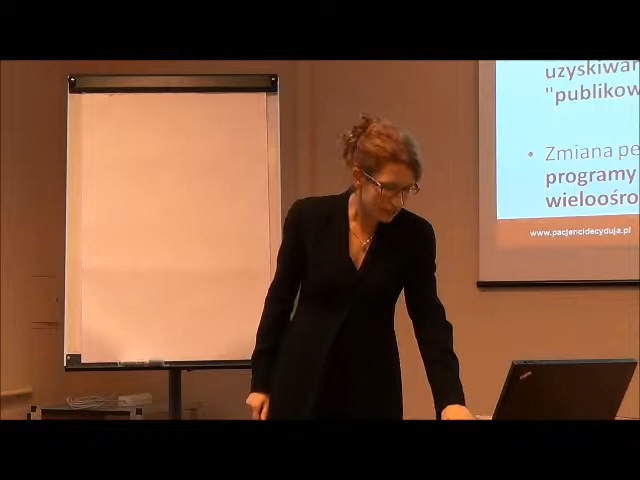 uzyskiwan
"publikow
• Zmiana pe
programy
wieloośro
www.pacjencidecyduja.pl